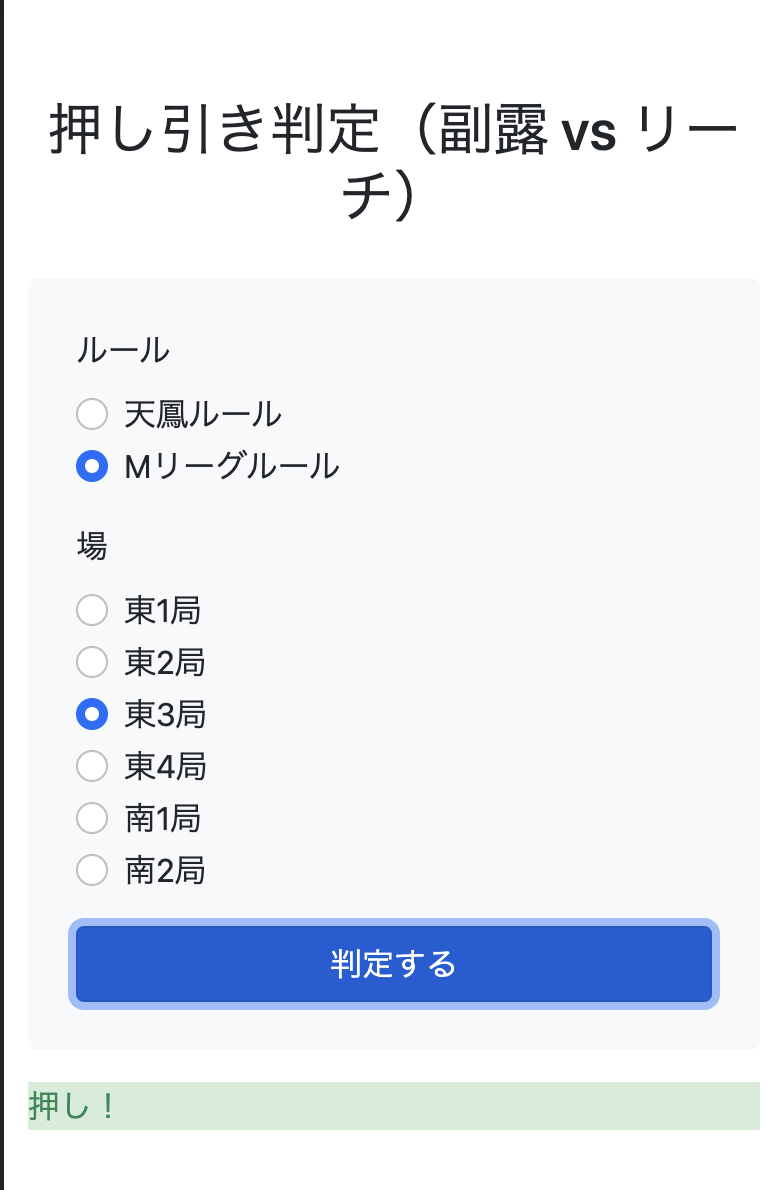 押し引き判定（副露 vs リー
チ）
ルール
天鳳ルール
Mリーグルール
場
東1局
東2局
東3局
東4局
南1局
南2局
判定する
押し！